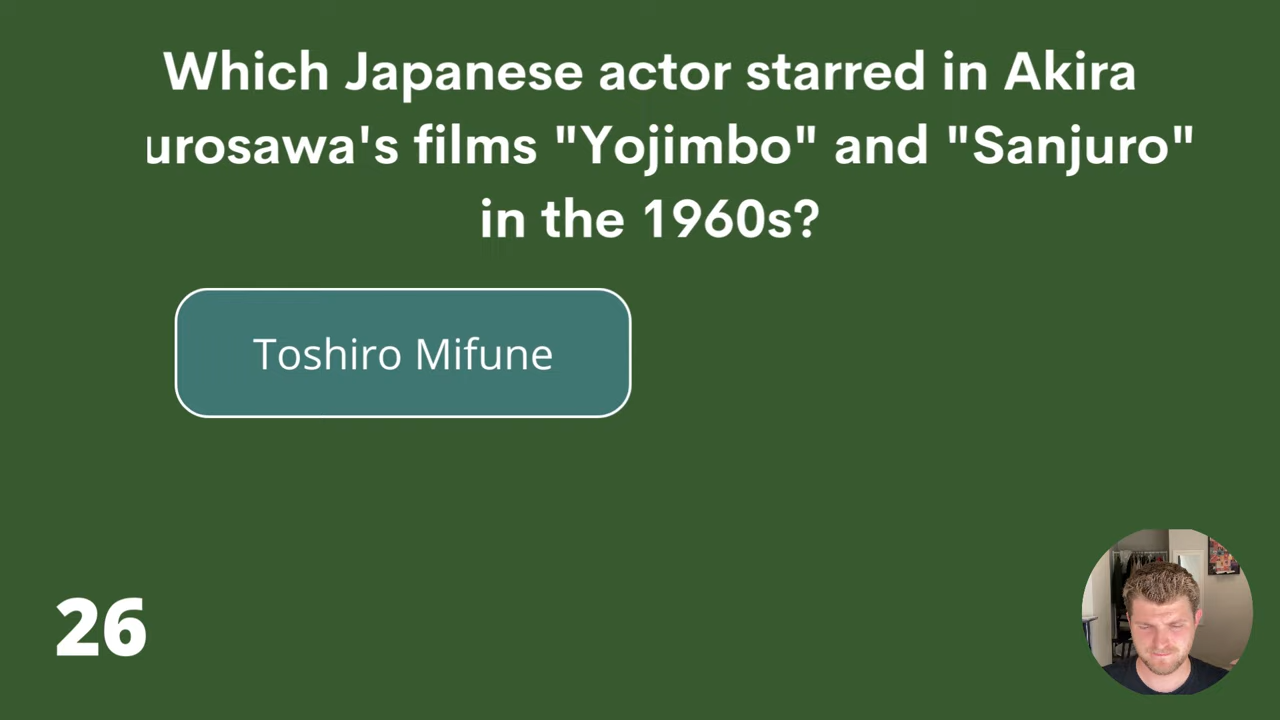 Which Japanese actor starred in Akira
urosawa's films "Yojimbo" and "Sanjuro"
in the 1960s?
Toshiro Mifune
26